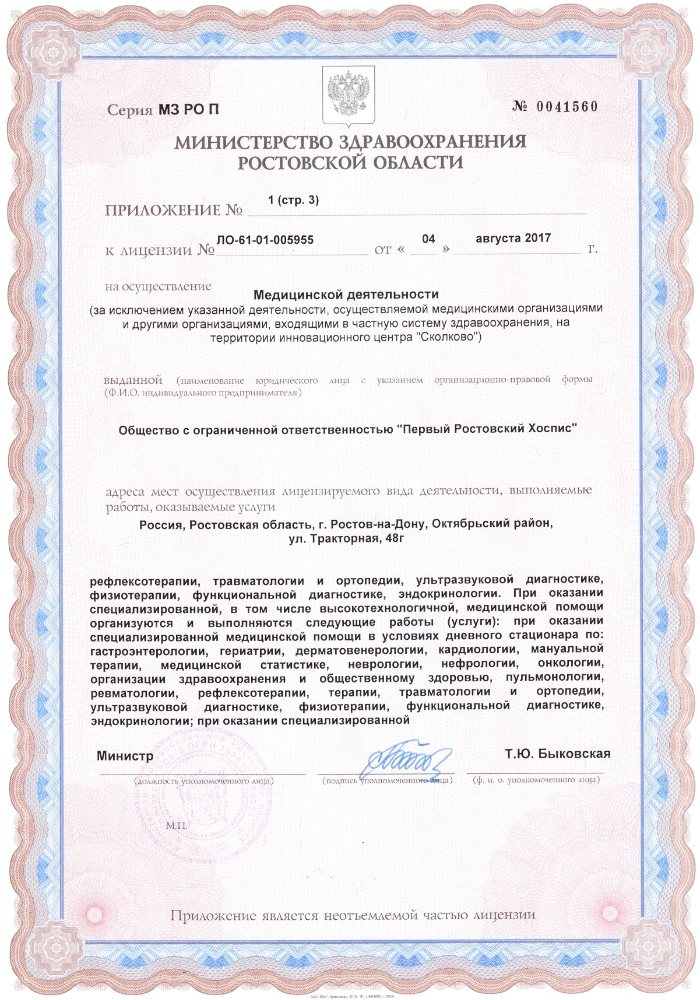 Серия МЗ РО П
№ 0041560
МИНИСТЕРСТВО ЗДРАВООХРАНЕНИЯ
РОСТОВСКОЙ ОБЛАСТИ
ПРИЛОЖЕНИЕ № 1 (стр. 3)
к лицензии № ЛО-61-01-005955 от « 04 » августа 2017 г.
на осуществление
Медицинской деятельности
(за исключением указанной деятельности, осуществляемой медицинскими организациями
и другими организациями, входящими в частную систему здравоохранения, на
территории инновационного центра "Сколково")
выданной (наименование юридического лица с указанием организационно-правовой формы
(Ф.И.О. индивидуального предпринимателя)
Общество с ограниченной ответственностью "Первый Ростовский Хоспис"
адреса мест осуществления лицензируемого вида деятельности, выполняемые
работы, оказываемые услуги
Россия, Ростовская область, г. Ростов-на-Дону, Октябрьский район,
ул. Тракторная, 48г
рефлексотерапии, травматологии и ортопедии, ультразвуковой диагностике,
физиотерапии, функциональной диагностике, эндокринологии. При оказании
специализированной, в том числе высокотехнологичной, медицинской помощи
организуются и выполняются следующие работы (услуги): при оказании
специализированной медицинской помощи в условиях дневного стационара по:
гастроэнтерологии, гериатрии, дерматовенерологии, кардиологии, мануальной
терапии, медицинской статистике, неврологии, нефрологии, онкологии,
организации здравоохранения и общественному здоровью, пульмонологии,
ревматологии, рефлексотерапии, терапии, травматологии и ортопедии,
ультразвуковой диагностике, физиотерапии, функциональной диагностике,
эндокринологии; при оказании специализированной
Министр
Т.Ю. Быковская
(должность уполномоченного лица)
(подпись уполномоченного лица)
(ф. и. о. уполномоченного лица)
М.П.
Приложение является неотъемлемой частью лицензии